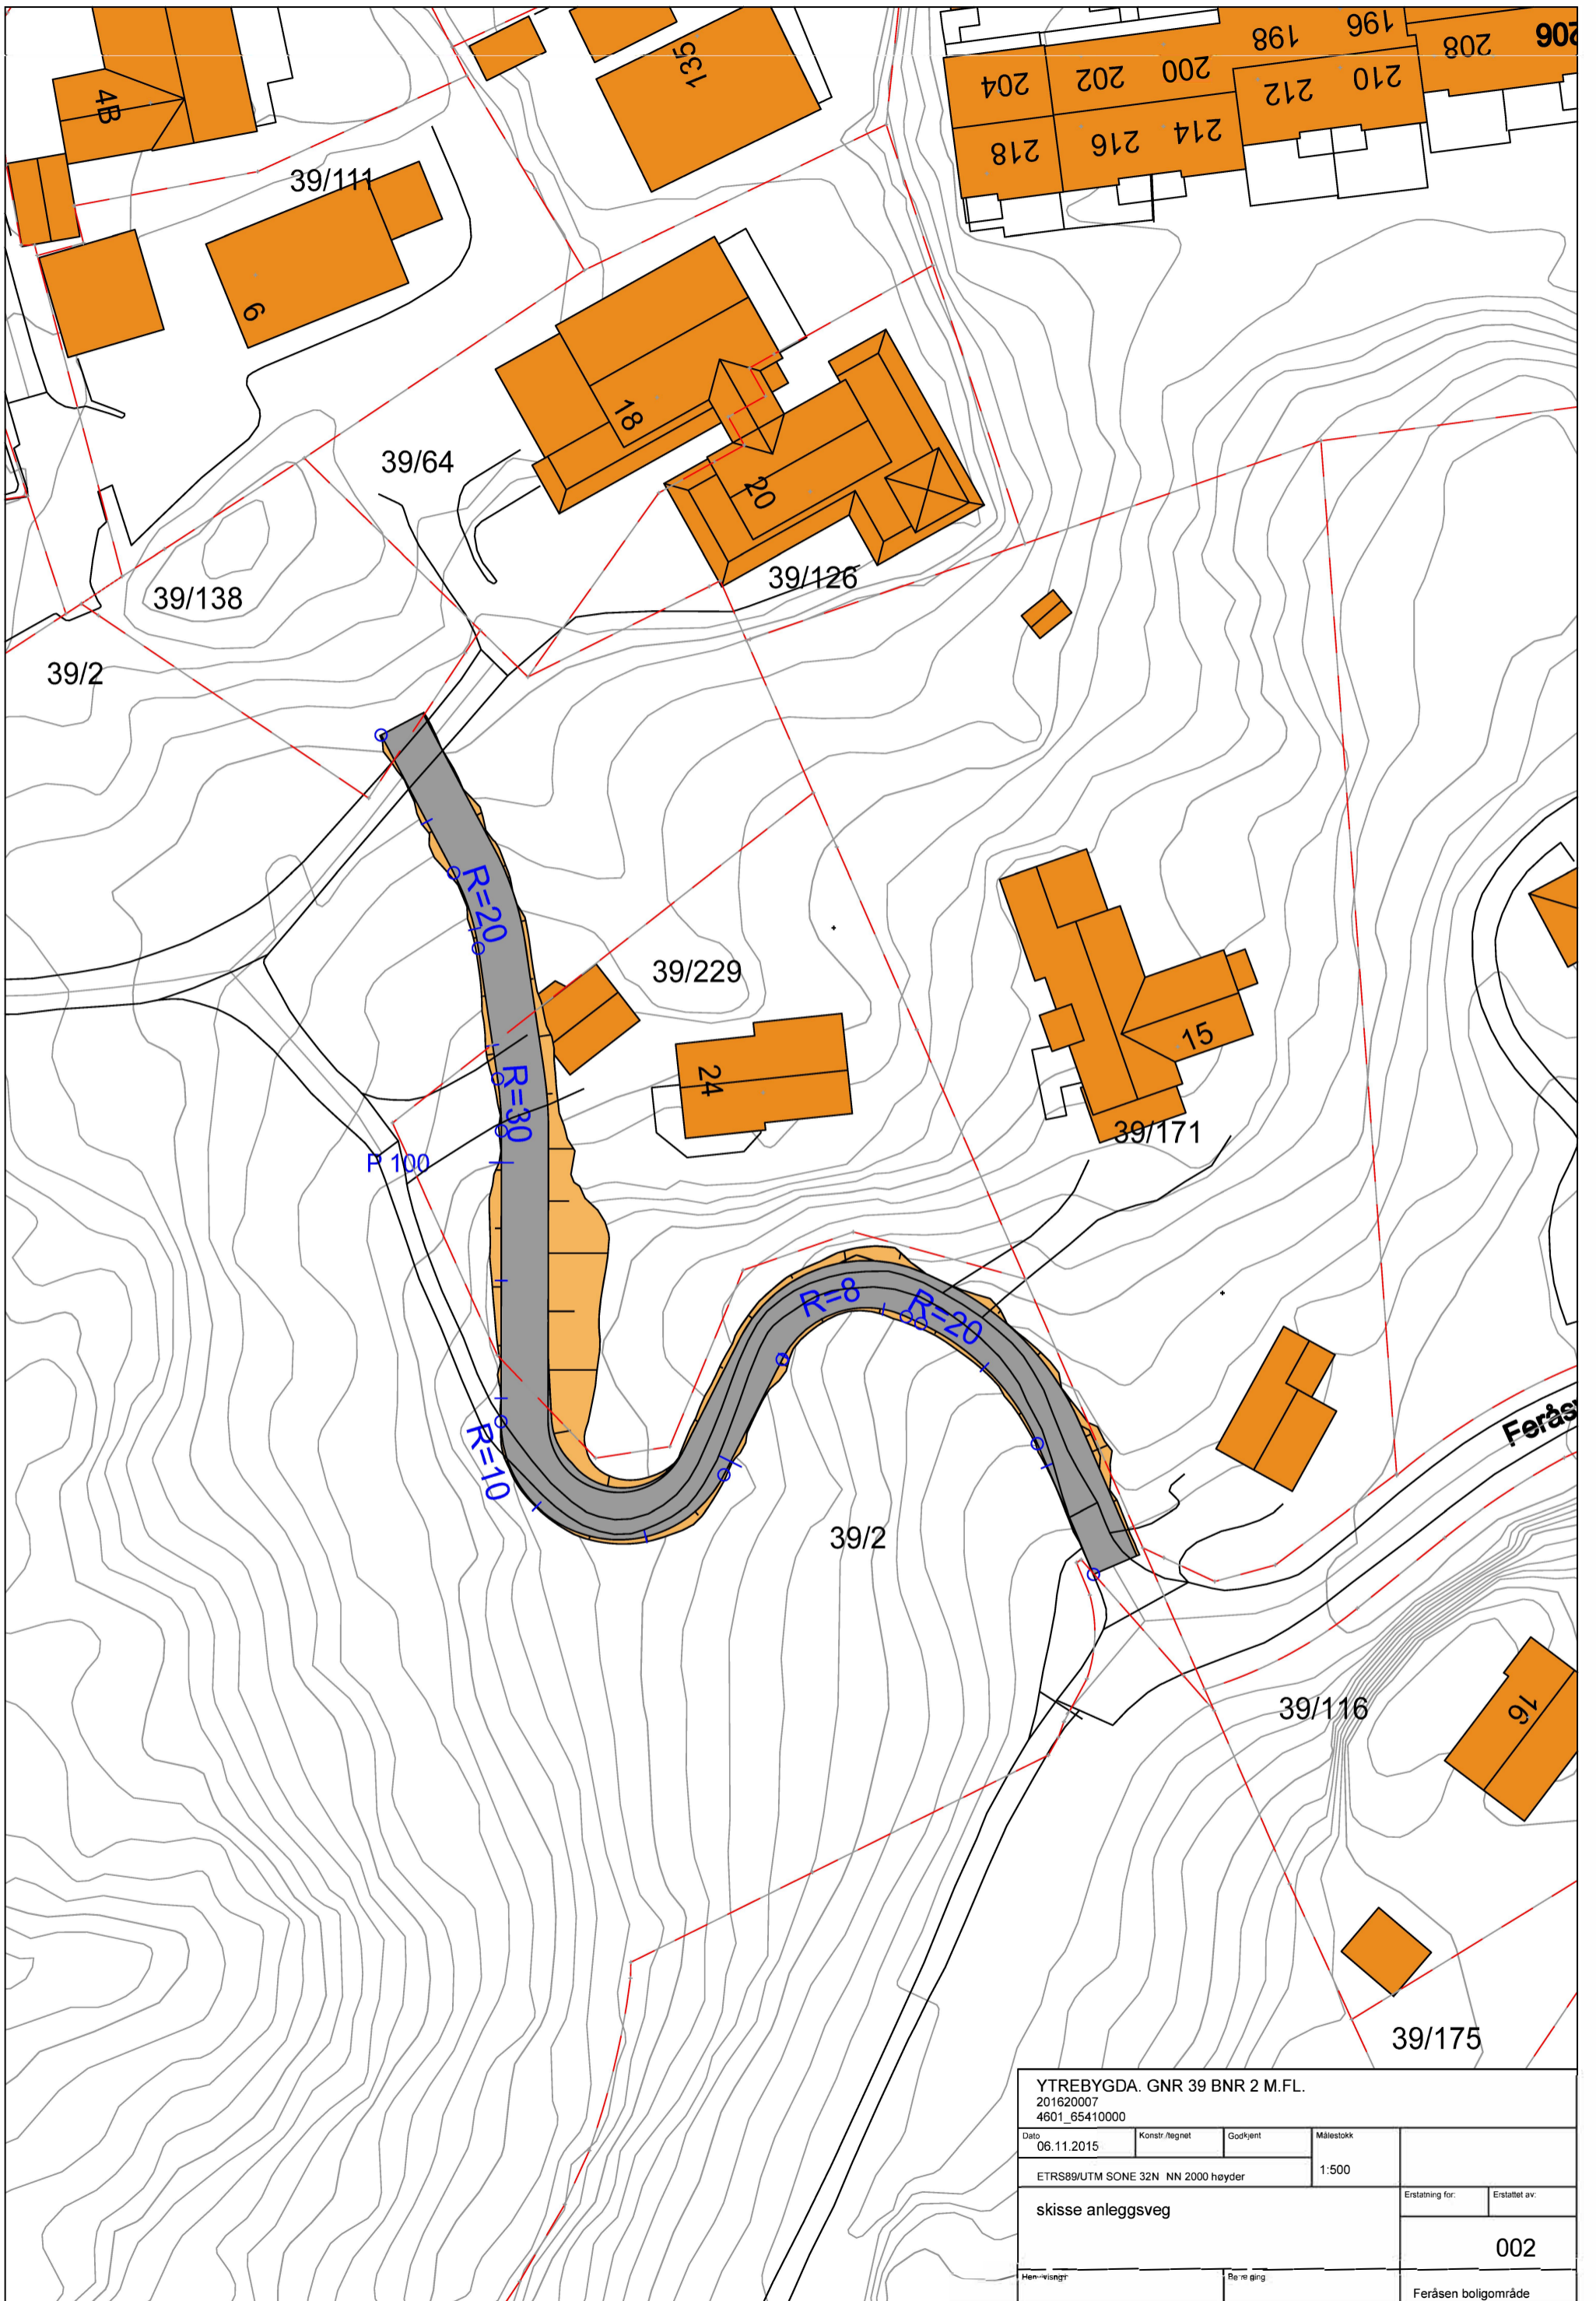 4B
135
204
202
200
198
196
208
206
212
210
218
216
214
39/111
6
39/64
18
20
39/138
39/126
39/2
R=20
39/229
24
15
R=30
39/171
P 100
R=8
R=20
R=10
39/2
39/116
16
39/175
YTREBYGDA. GNR 39 BNR 2 M.FL.
201620007
4601_65410000
Dato
06.11.2015
Konstr./tegnet
Godkjent
Målestokk
1:500
ETRS89/UTM SONE 32N NN 2000 høyder
skisse anleggsveg
Erstatning for:
Erstattet av:
002
Feråsen boligområde